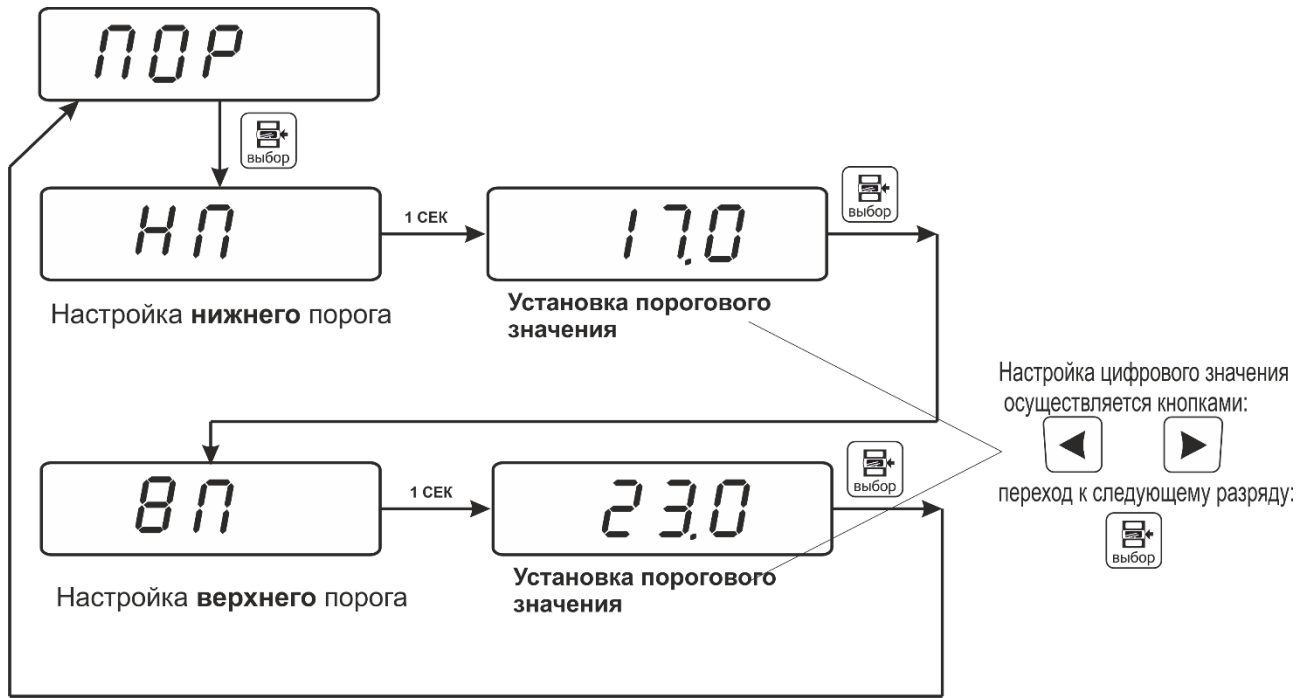 ПОР
выбор
НП
1 СЕК
17.0
выбор
Настройка нижнего порога
Установка порогового
значения
Настройка цифрового значения
осуществляется кнопками:
переход к следующему разряду:
выбор
8П
1 СЕК
23.0
выбор
Настройка верхнего порога
Установка порогового
значения